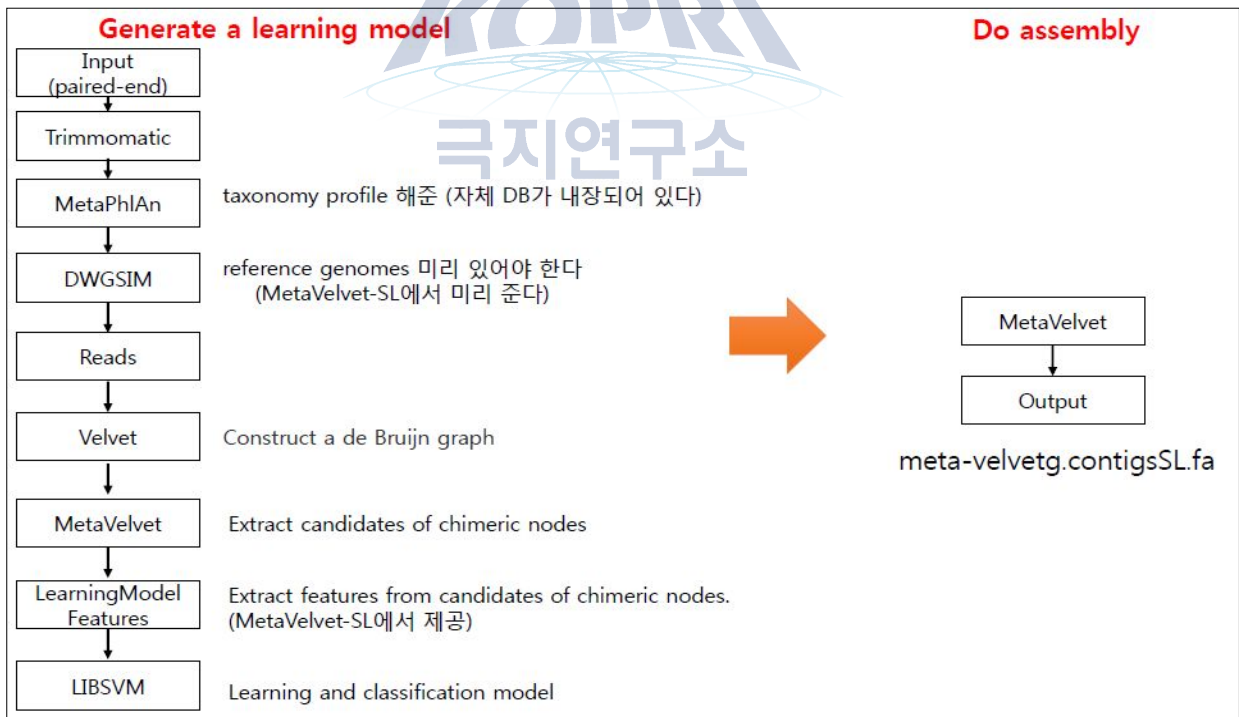 Generate a learning model
Do assembly
KOPRI
극지연구소
Input
(paired-end)
Trimmomatic
MetaPhlAn
taxonomy profile 해준 (자체 DB가 내장되어 있다)
DWGSIM
reference genomes 미리 있어야 한다
(MetaVelvet-SL에서 미리 준다)
Reads
Velvet
Construct a de Bruijn graph
MetaVelvet
Extract candidates of chimeric nodes
LearningModel
Features
Extract features from candidates of chimeric nodes.
(MetaVelvet-SL에서 제공)
LIBSVM
Learning and classification model
MetaVelvet
Output
meta-velvetg.contigsSL.fa